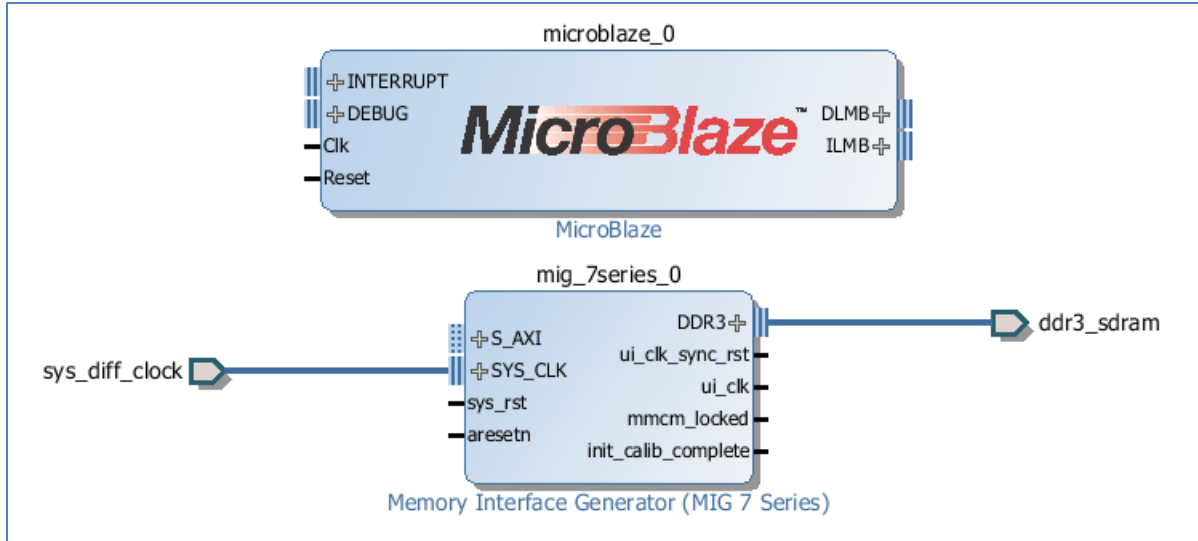 microblaze_0
INTERRUPT
DEBUG
Clk
Reset
MicroBlaze™
DLMB
ILMB
MicroBlaze
mig_7series_0
sys_diff_clock
S_AXI
SYS_CLK
sys_rst
aresetn
DDR3
ui_clk_sync_rst
ui_clk
mmcm_locked
init_calib_complete
ddr3_sdram
Memory Interface Generator (MIG 7 Series)